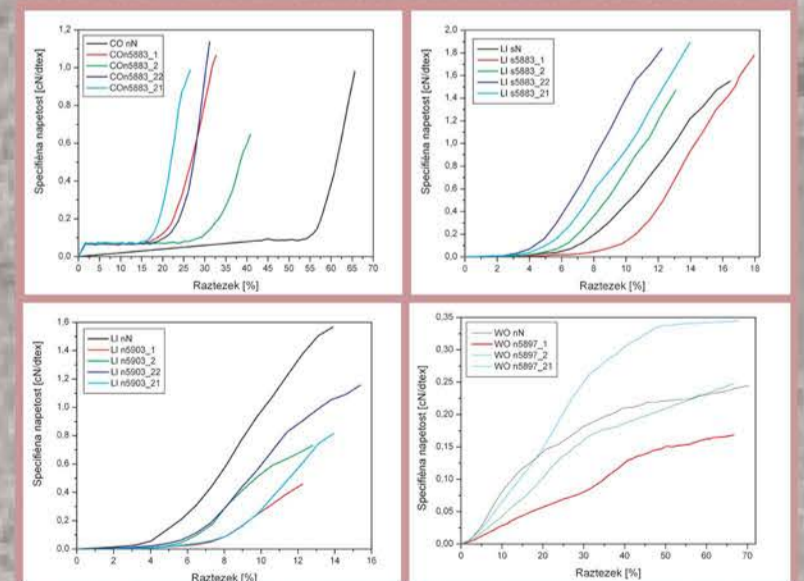 Specifiéna napetost [cN/dtex]
1,2
1,0
0,8
0,6
0,4
0,2
0,0
CO nN
COn5883_1
COn5883_2
COn5883_22
COn5883_21
0 5 10 15 20 25 30 35 40 45 50 55 60 65 70
Raztezek [%]
Specifiéna napetost [cN/dtex]
2,0
1,8
1,6
1,4
1,2
1,0
0,8
0,6
0,4
0,2
0,0
LI sN
LI s5883_1
LI s5883_2
LI s5883_22
LI s5883_21
0 2 4 6 8 10 12 14 16 18
Raztezek [%]
Specifiéna napetost [cN/dtex]
1,6
1,4
1,2
1,0
0,8
0,6
0,4
0,2
0,0
LI nN
LI n5903_1
LI n5903_2
LI n5903_22
LI n5903_21
0 2 4 6 8 10 12 14 16
Raztezek [%]
Specifiéna napetost [cN/dtex]
0,35
0,30
0,25
0,20
0,15
0,10
0,05
0,00
WO nN
WO n5897_1
WO n5897_2
WO n5897_21
0 10 20 30 40 50 60 70
Raztezek [%]